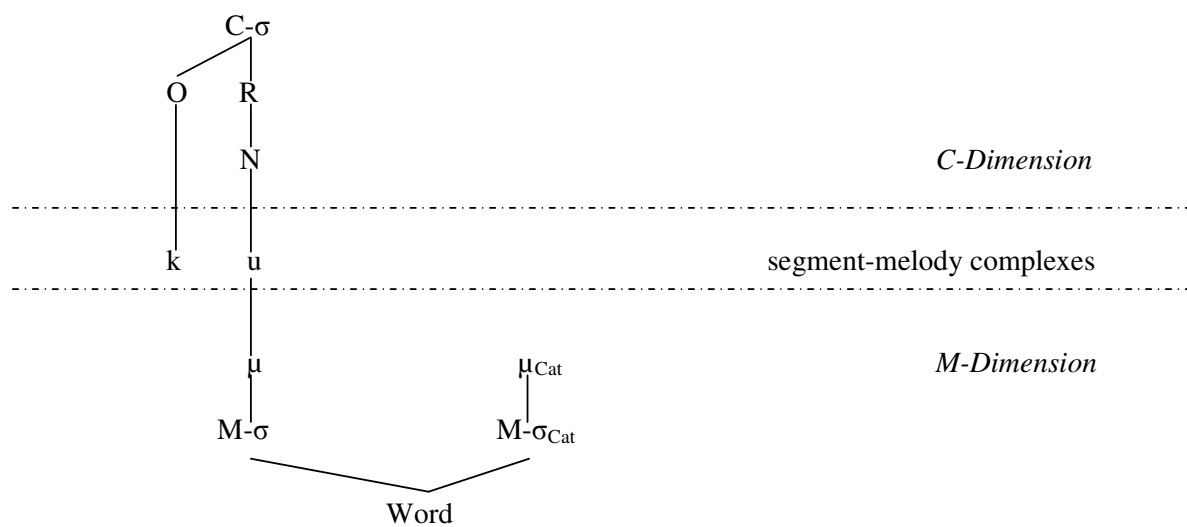 C-σ
O R
N C-Dimension
k u segment-melody complexes
μ μCat M-Dimension
M-σ M-σCat
Word